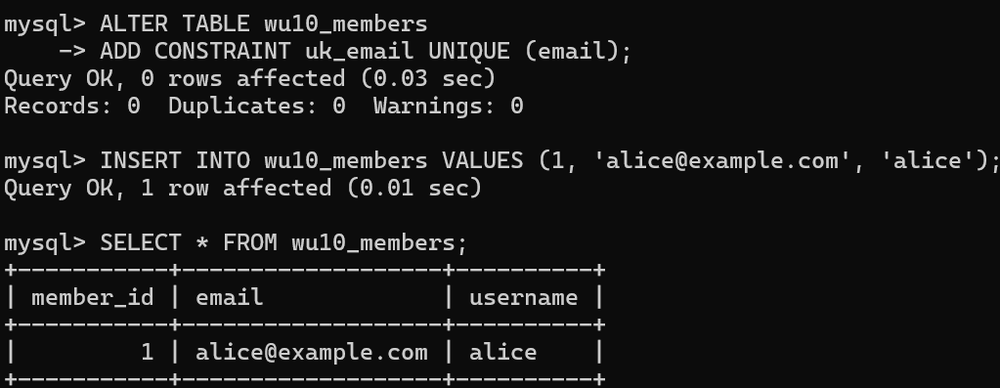 mysql> ALTER TABLE wu10_members
    -> ADD CONSTRAINT uk_email UNIQUE (email);
Query OK, 0 rows affected (0.03 sec)
Records: 0  Duplicates: 0  Warnings: 0

mysql> INSERT INTO wu10_members VALUES (1, 'alice@example.com', 'alice');
Query OK, 1 row affected (0.01 sec)

mysql> SELECT * FROM wu10_members;
+-----------+-------------------+----------+
| member_id | email             | username |
+-----------+-------------------+----------+
|         1 | alice@example.com | alice    |
+-----------+-------------------+----------+